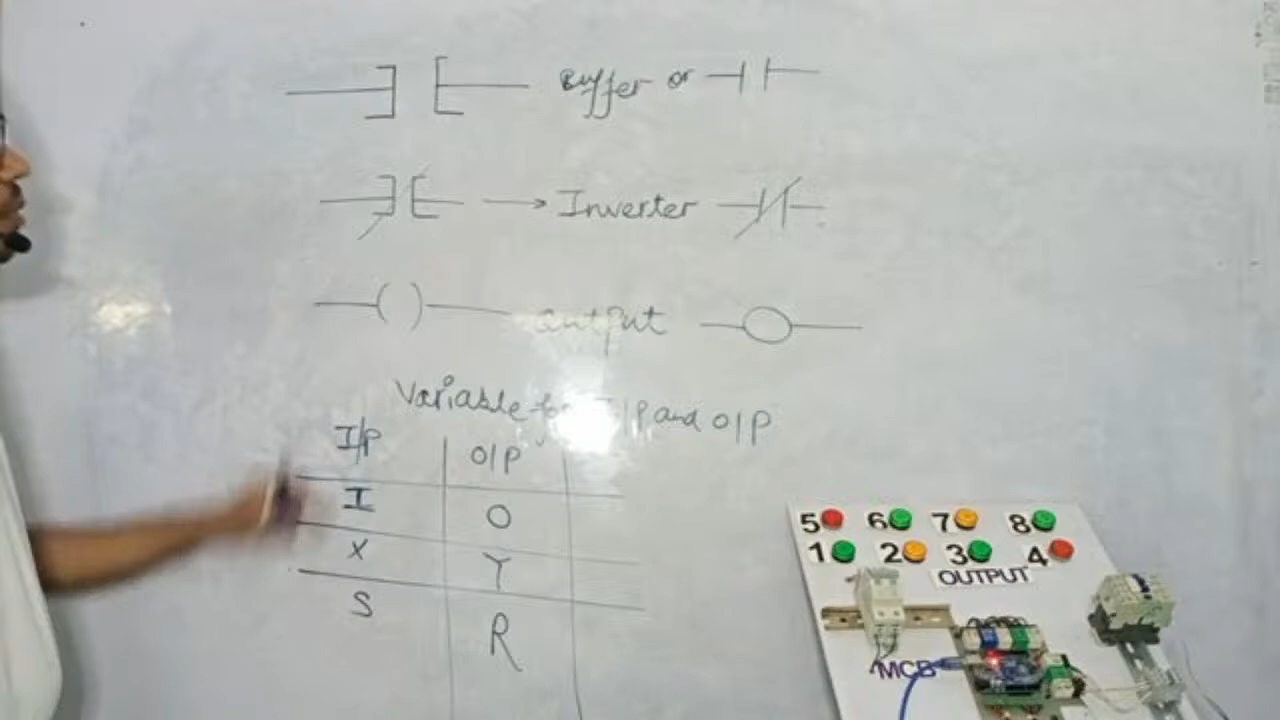 Buffer or
Inverter
output
Variable for I/P and O/P
I/P O/P
I O
X Y
S R
5 6 7 8
1 2 3 4
OUTPUT
MCB